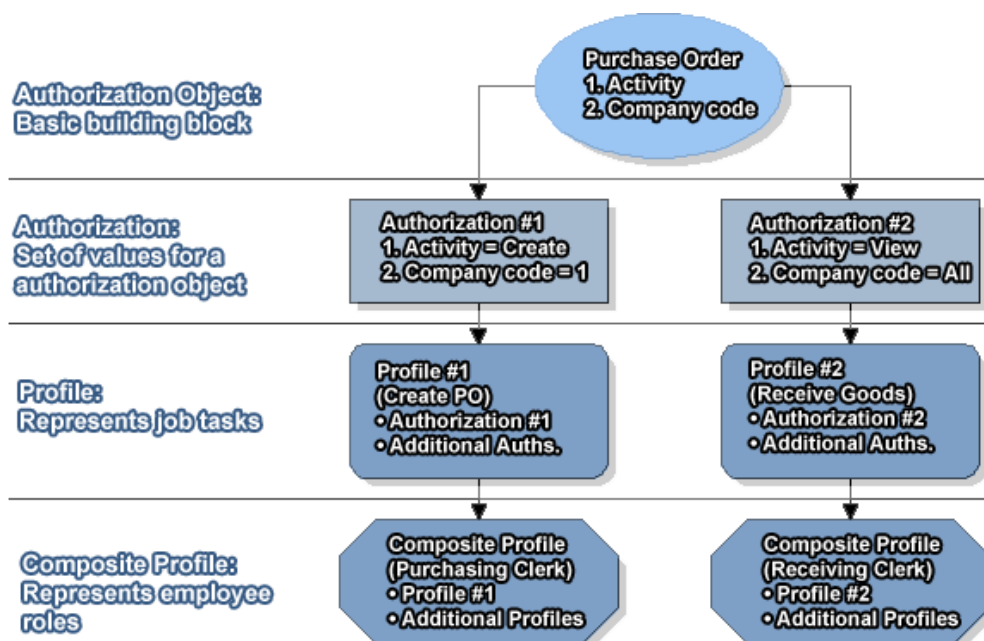 Authorization Object:
Basic building block
Purchase Order
1. Activity
2. Company code
Authorization:
Set of values for a
authorization object
Authorization #1
1. Activity = Create
2. Company code = 1
Authorization #2
1. Activity = View
2. Company code = All
Profile:
Represents job tasks
Profile #1
(Create PO)
• Authorization #1
• Additional Auths.
Profile #2
(Receive Goods)
• Authorization #2
• Additional Auths.
Composite Profile:
Represents employee
roles
Composite Profile
(Purchasing Clerk)
• Profile #1
• Additional Profiles
Composite Profile
(Receiving Clerk)
• Profile #2
• Additional Profiles